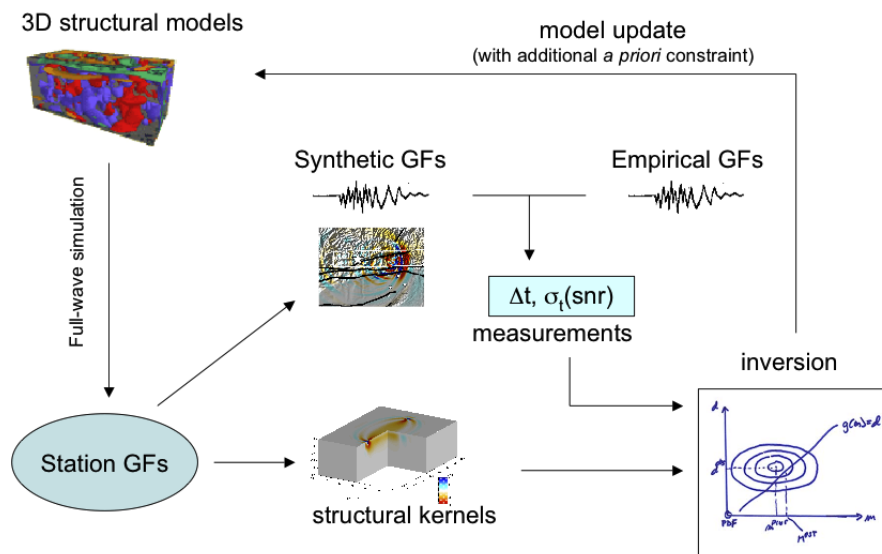 3D structural models
model update
(with additional a priori constraint)
Synthetic GFs
Empirical GFs
Full-wave simulation
Δt, σt(snr)
measurements
inversion
Station GFs
structural kernels
d
g(m)=d
PDF
m